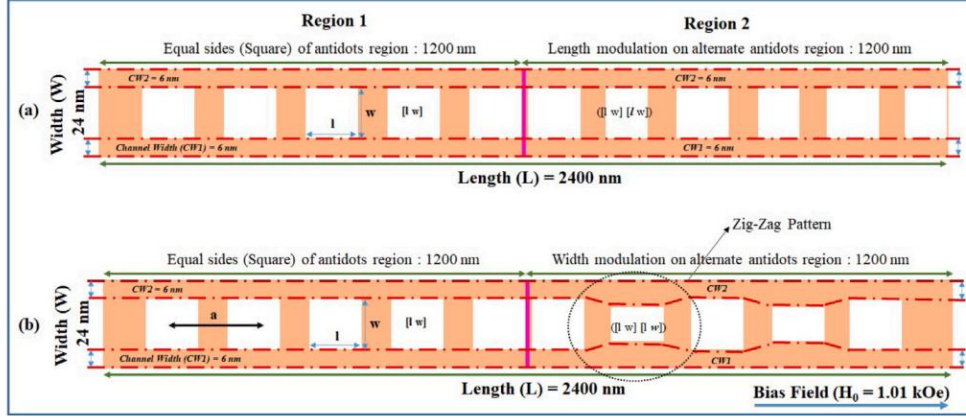 Region 1
Region 2
Equal sides (Square) of antidots region : 1200 nm
Length modulation on alternate antidots region : 1200 nm
CW2 = 6 nm
CW2 = 6 nm
(a)
Width (W)
24 nm
w
[l w]
([l w] [l w])
l
Channel Width (CW1) = 6 nm
CW1 = 6 nm
Length (L) = 2400 nm
Zig-Zag Pattern
Equal sides (Square) of antidots region : 1200 nm
Width modulation on alternate antidots region : 1200 nm
CW2 = 6 nm
CW2
(b)
Width (W)
24 nm
a
w
[l w]
([l w] [l w])
l
Channel Width (CW1) = 6 nm
CW1
Length (L) = 2400 nm
Bias Field (H₀ = 1.01 kOe)